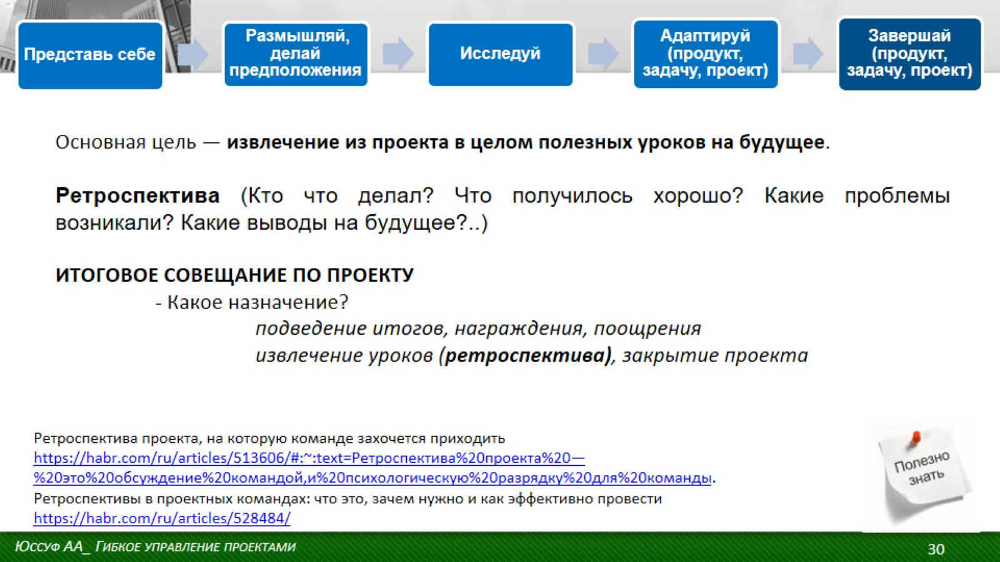 Представь себе
Размышляй,
делай
предположения
Исследуй
Адаптируй
(продукт,
задачу, проект)
Завершай
(продукт,
задачу, проект)
Основная цель — извлечение из проекта в целом полезных уроков на будущее.
Ретроспектива (Кто что делал? Что получилось хорошо? Какие проблемы
возникали? Какие выводы на будущее?..)
ИТОГОВОЕ СОВЕЩАНИЕ ПО ПРОЕКТУ
- Какое назначение?
подведение итогов, награждения, поощрения
извлечение уроков (ретроспектива), закрытие проекта
Ретроспектива проекта, на которую команде захочется приходить
https://habr.com/ru/articles/513606/#:~:text=Ретроспектива%20проекта%20—
%20это%20обсуждение%20командой,и%20психологическую%20разрядку%20для%20команды.
Ретроспективы в проектных командах: что это, зачем нужно и как эффективно провести
https://habr.com/ru/articles/528484/
Полезно
знать
Юссуф АА_ Гибкое управление проектами
30